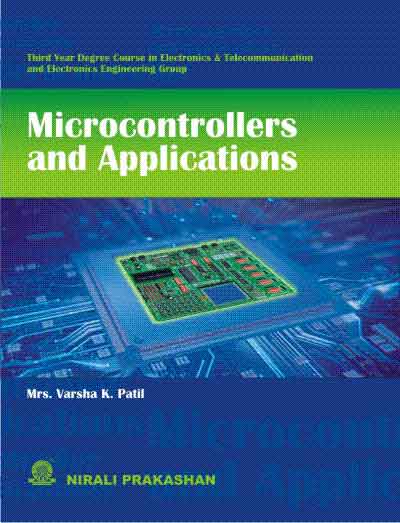 Third Year Degree Course in Electronics & Telecommunication
and Electronics Engineering Group
Microcontrollers
and Applications
Mrs. Varsha K. Patil
NIRALI PRAKASHAN